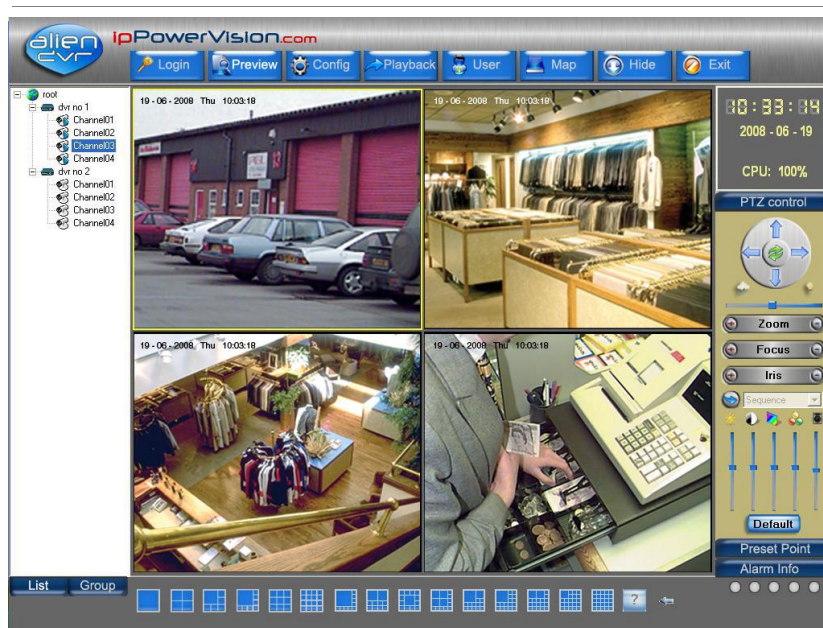 alien dvr
ipPowerVision.com
Login Preview Config Playback User Map Hide Exit
root
dvr no 1
Channel01
Channel02
Channel03
Channel04
dvr no 2
Channel01
Channel02
Channel03
Channel04
19 - 06 - 2008 Thu 10:03:18
19 - 06 - 2008 Thu 10:03:18
19 - 06 - 2008 Thu 10:03:18
19 - 06 - 2008 Thu 10:03:18
10:33:14
2008 - 06 - 19
CPU: 100%
PTZ control
Zoom
Focus
Iris
Sequence
Default
Preset Point
Alarm Info
List Group
?